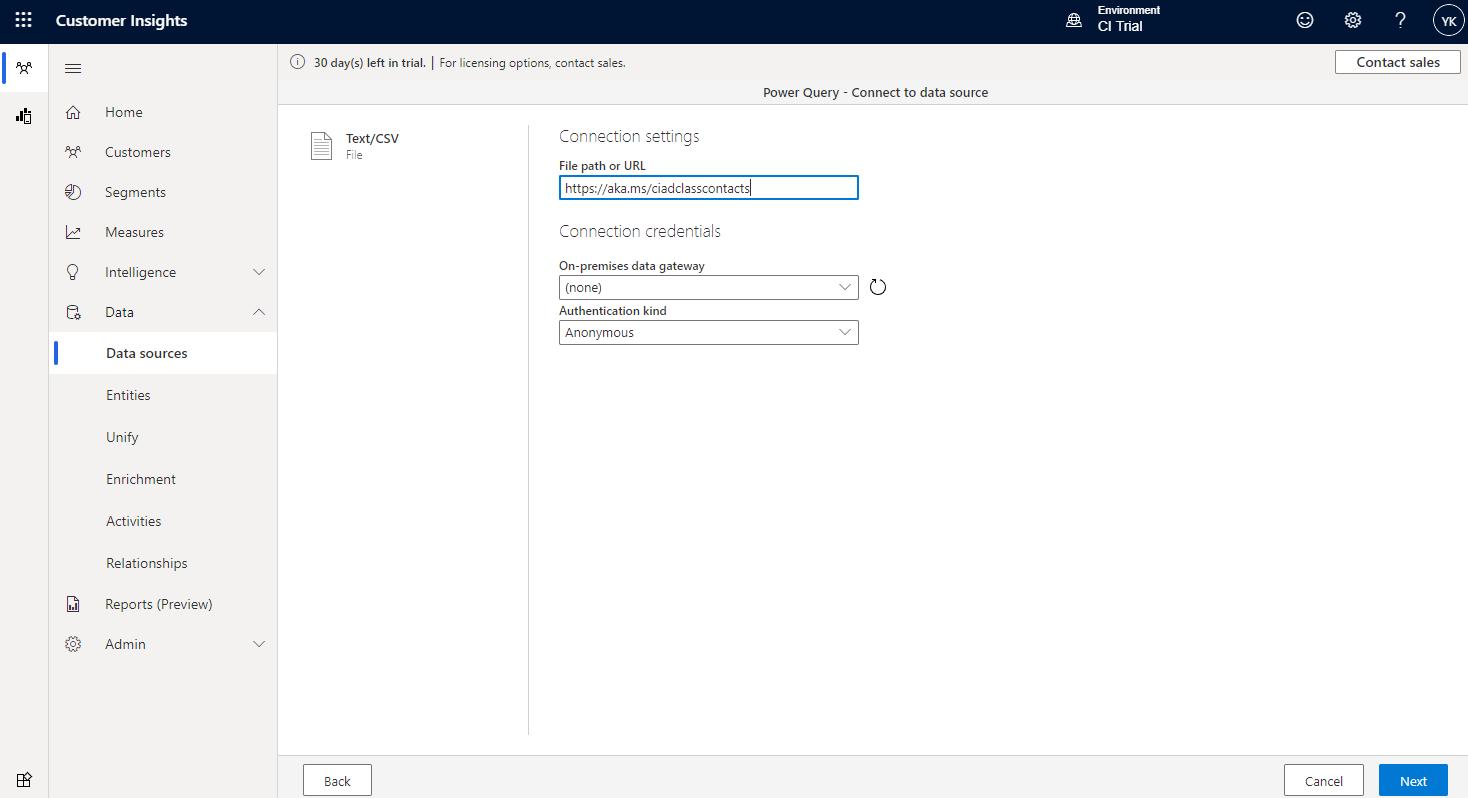 Customer Insights
Environment
CI Trial
?
YK
30 day(s) left in trial. | For licensing options, contact sales.
Contact sales
Power Query - Connect to data source
Home
Customers
Segments
Measures
Intelligence
Data
Data sources
Entities
Unify
Enrichment
Activities
Relationships
Reports (Preview)
Admin
Text/CSV
File
Connection settings
File path or URL
https://aka.ms/ciadclasscontacts
Connection credentials
On-premises data gateway
(none)
Authentication kind
Anonymous
Back
Cancel
Next